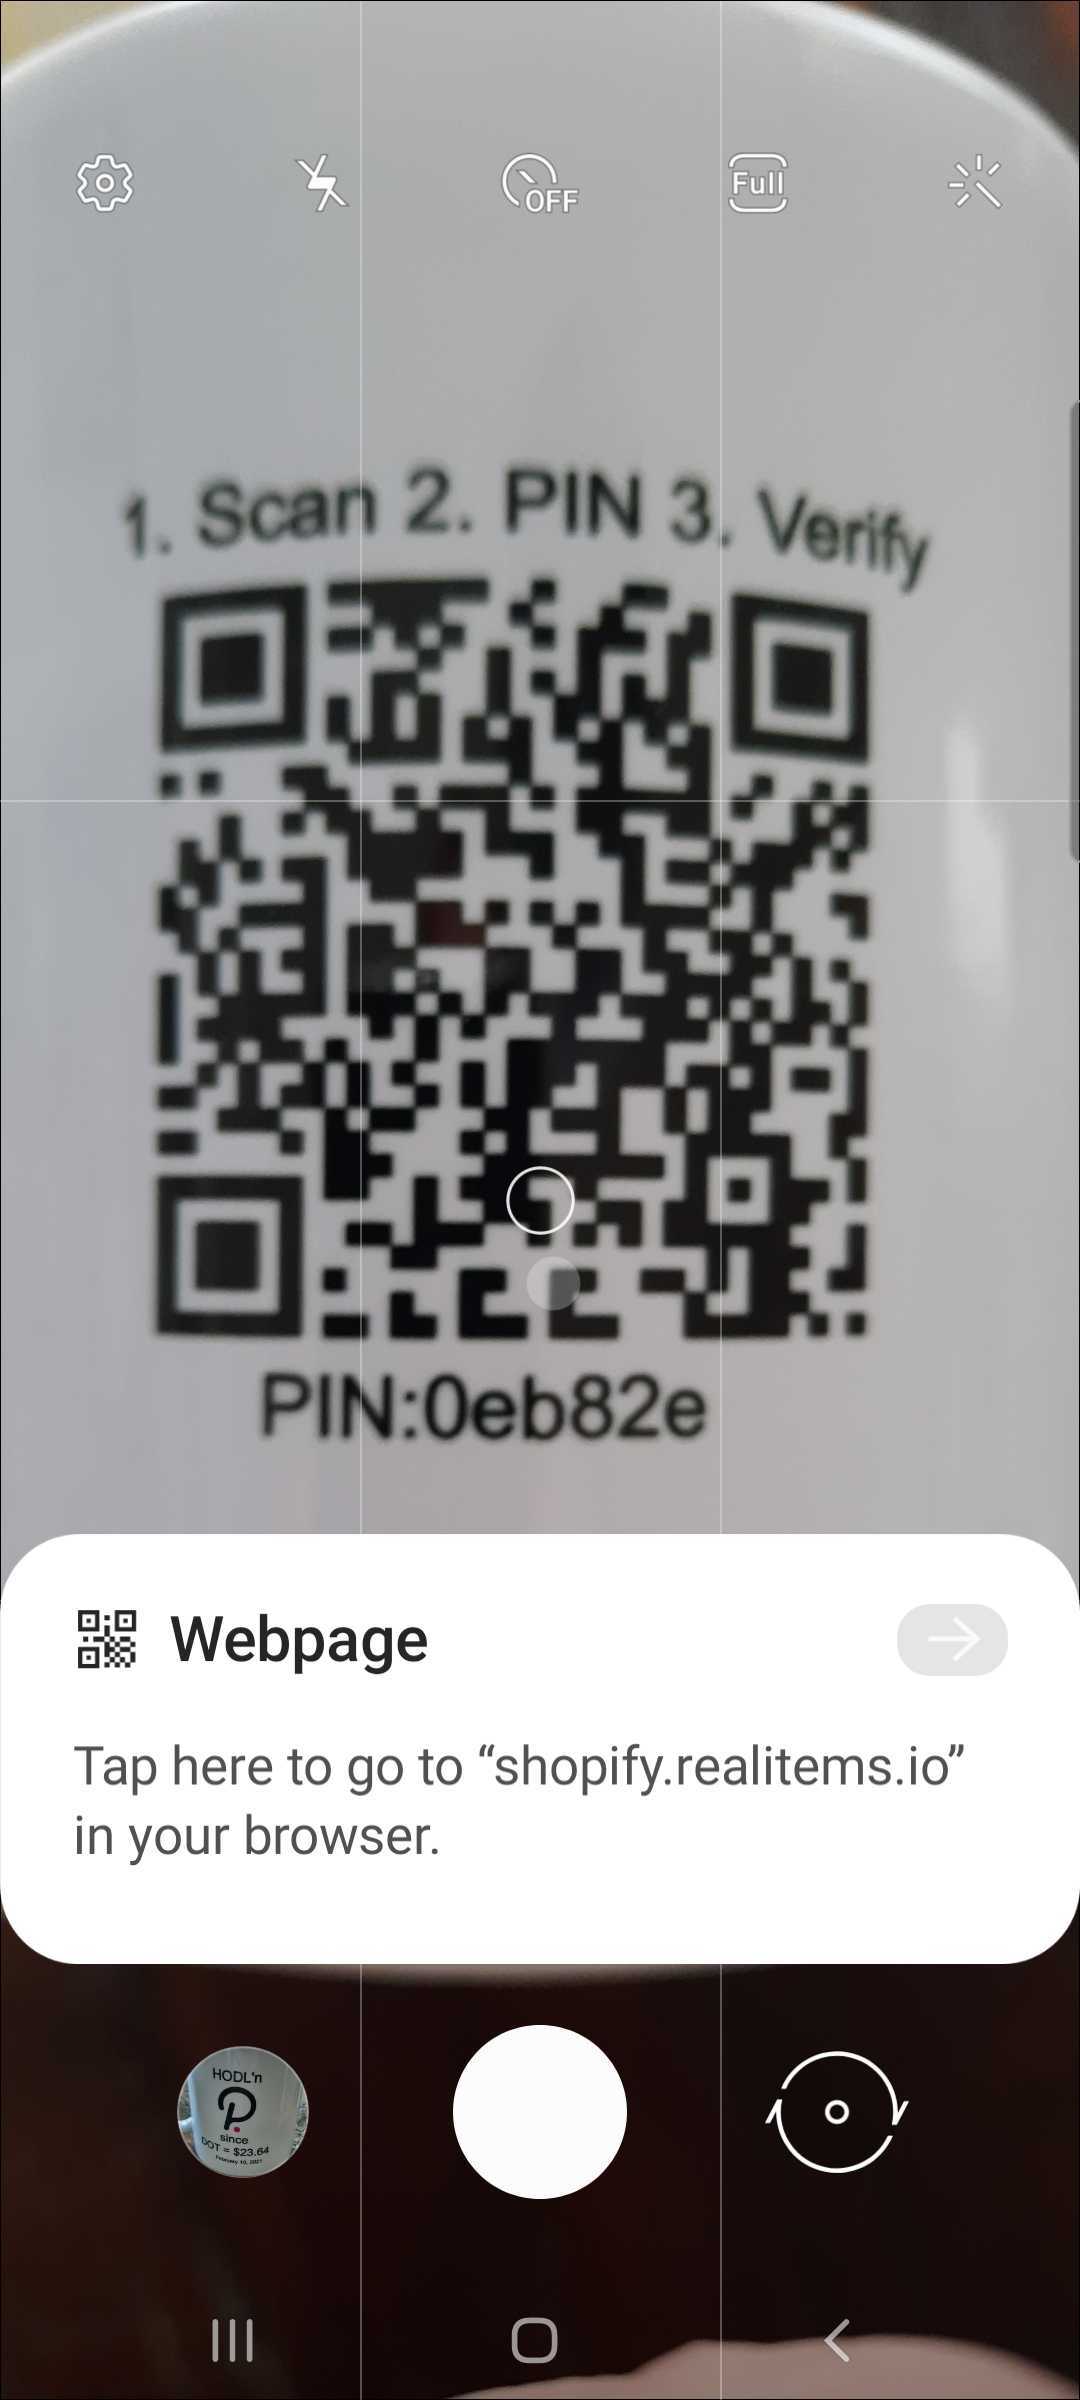 OFF
Full
1. Scan 2. PIN 3. Verify
PIN:0eb82e
Webpage
Tap here to go to “shopify.realitems.io”
in your browser.
HODL'n
since
DOT = $23.64
February 10, 2021